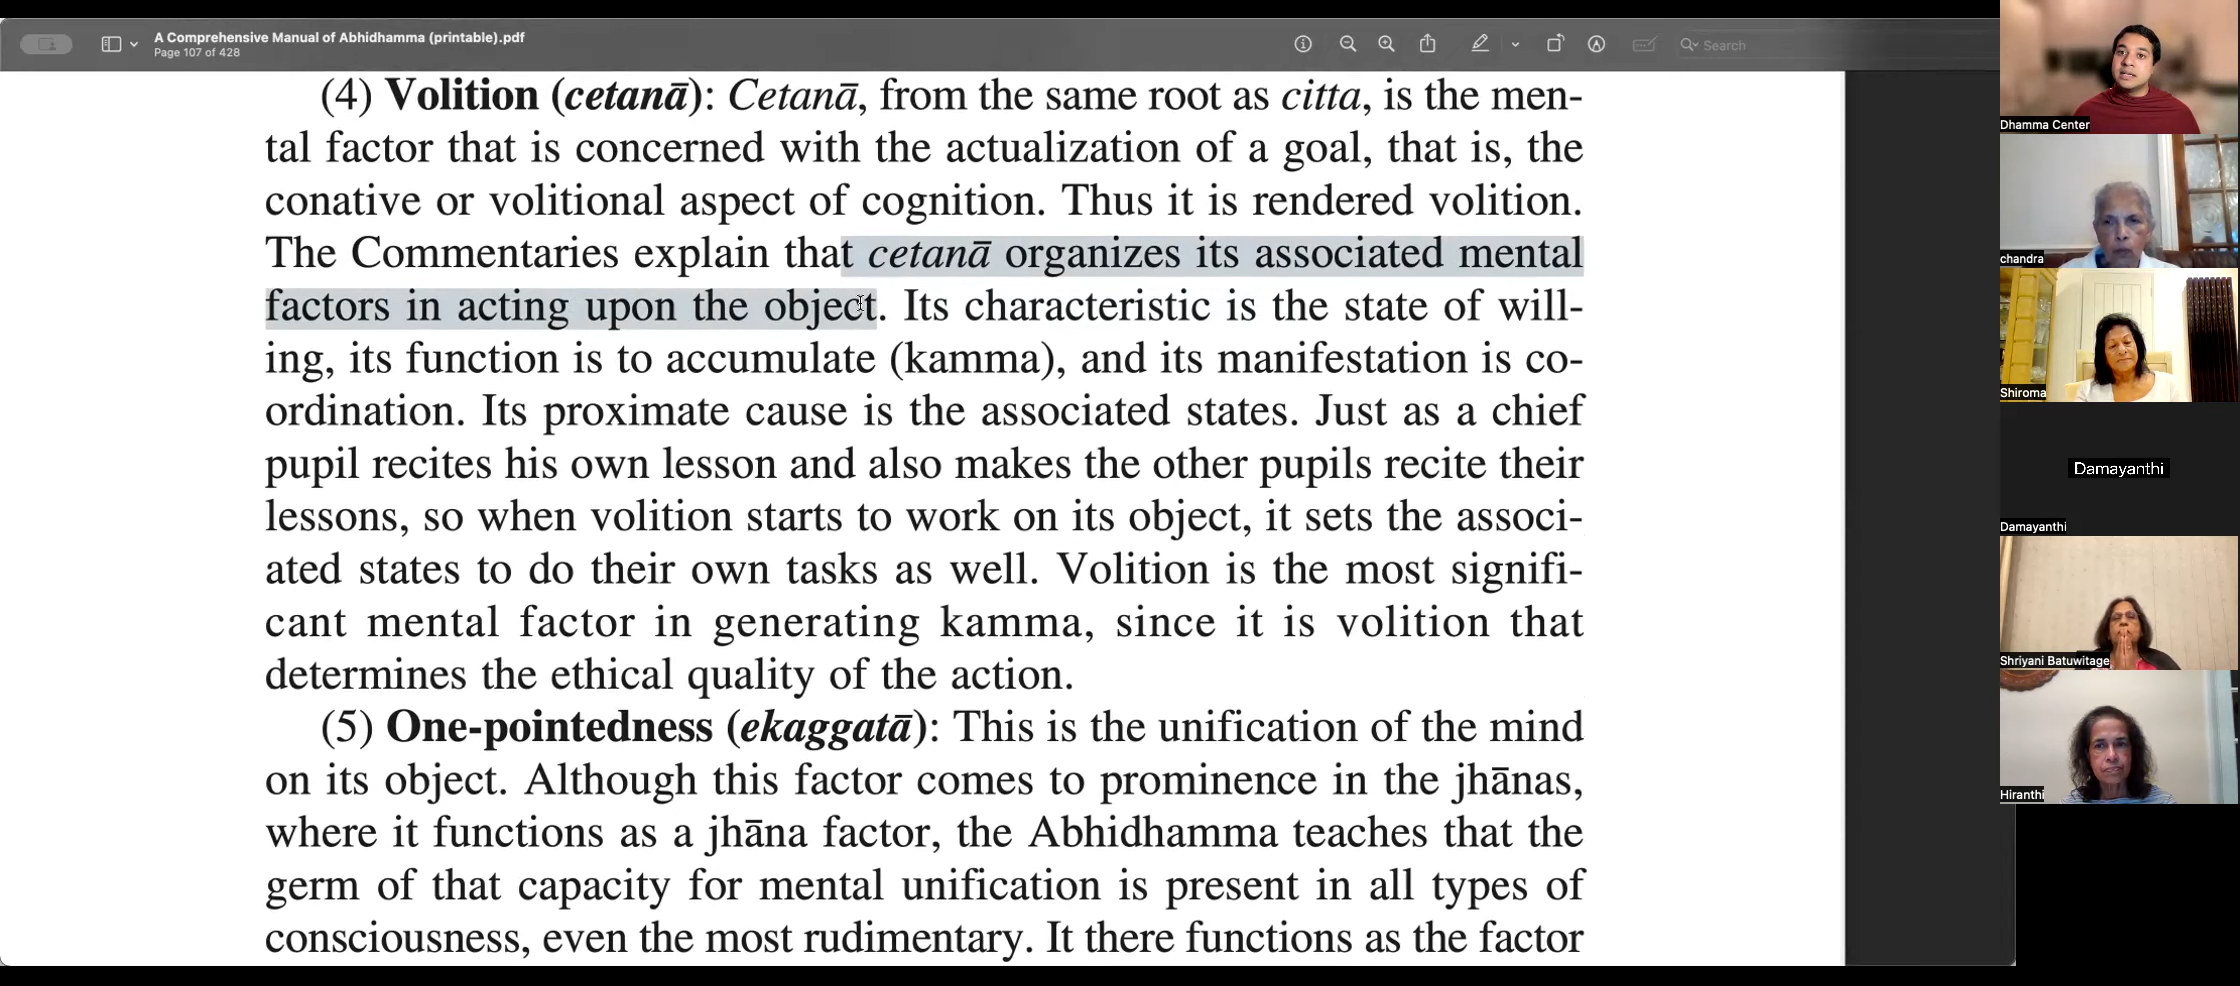 A Comprehensive Manual of Abhidhamma (printable).pdf
Page 107 of 428
Search
(4) Volition (cetanā): Cetanā, from the same root as citta, is the men-
tal factor that is concerned with the actualization of a goal, that is, the
conative or volitional aspect of cognition. Thus it is rendered volition.
The Commentaries explain that cetanā organizes its associated mental
factors in acting upon the object. Its characteristic is the state of will-
ing, its function is to accumulate (kamma), and its manifestation is co-
ordination. Its proximate cause is the associated states. Just as a chief
pupil recites his own lesson and also makes the other pupils recite their
lessons, so when volition starts to work on its object, it sets the associ-
ated states to do their own tasks as well. Volition is the most signifi-
cant mental factor in generating kamma, since it is volition that
determines the ethical quality of the action.
(5) One-pointedness (ekaggatā): This is the unification of the mind
on its object. Although this factor comes to prominence in the jhānas,
where it functions as a jhāna factor, the Abhidhamma teaches that the
germ of that capacity for mental unification is present in all types of
consciousness, even the most rudimentary. It there functions as the factor
Dhamma Center
chandra
Shiroma
Damayanthi
Damayanthi
Shriyani Batuwitage
Hiranthi